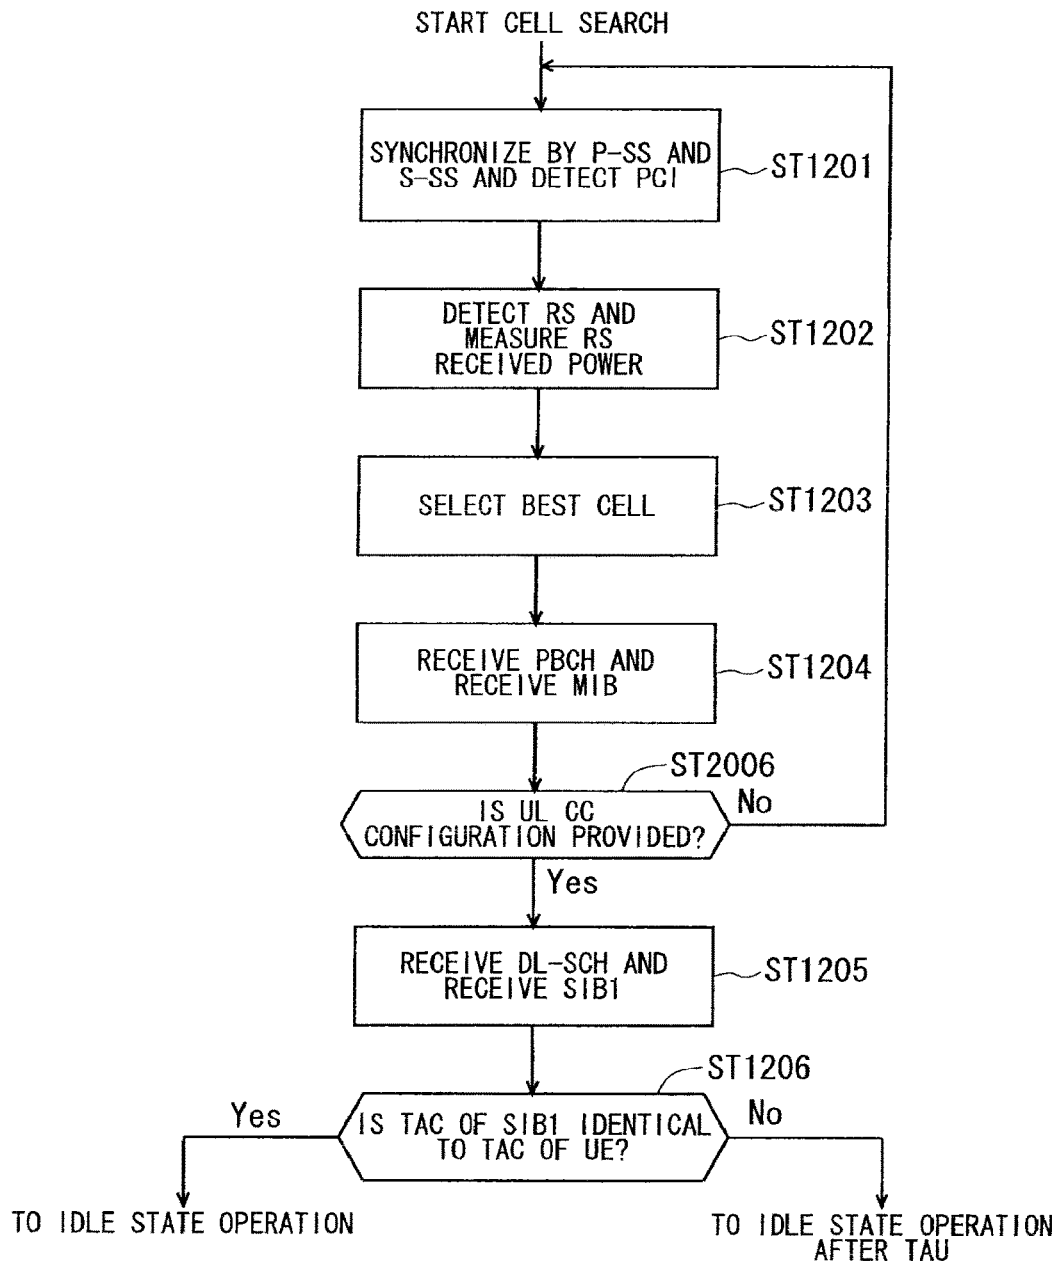 START CELL SEARCH
SYNCHRONIZE BY P-SS AND
S-SS AND DETECT PCI
ST1201
DETECT RS AND
MEASURE RS
RECEIVED POWER
ST1202
SELECT BEST CELL
ST1203
RECEIVE PBCH AND
RECEIVE MIB
ST1204
ST2006
IS UL CC
CONFIGURATION PROVIDED?
No
Yes
RECEIVE DL-SCH AND
RECEIVE SIB1
ST1205
ST1206
IS TAC OF SIB1 IDENTICAL
TO TAC OF UE?
Yes
No
TO IDLE STATE OPERATION
TO IDLE STATE OPERATION
AFTER TAU